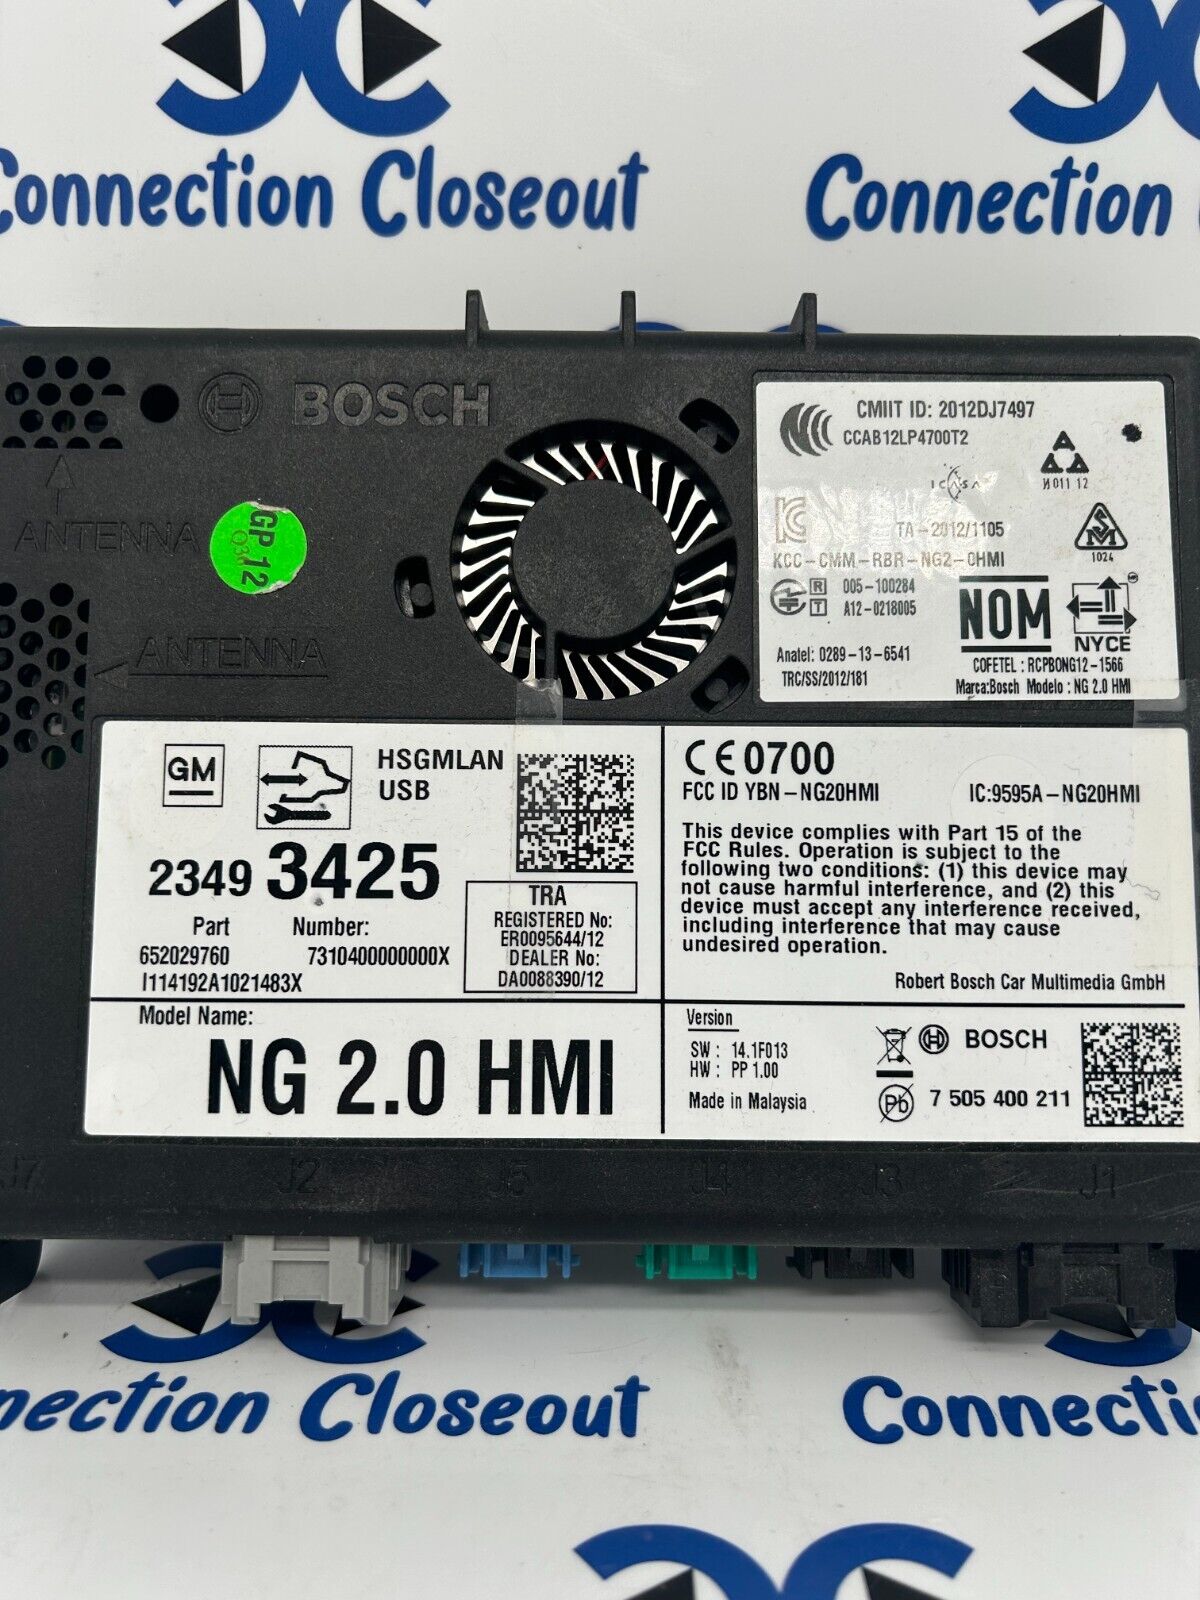 Connection Closeout
Connection
BOSCH
ANTENNA
ANTENNA
GP 12
CMIIT ID: 2012DJ7497
CCAB12LP4700T2
ICASA
И011 12
TA-2012/1105
1024
KCC-CMM-RBR-NG2-0HMI
R 005-100284
T A12-0218005
NOM
NYCE
Anatel: 0289-13-6541
TRC/SS/2012/181
COFETEL: RCPBONG12-1566
Marca:Bosch Modelo: NG 2.0 HMI
GM
HSGMLAN
USB
2349 3425
Part Number:
652029760 7310400000000X
I114192A1021483X
TRA
REGISTERED No:
ER0095644/12
DEALER No:
DA0088390/12
Model Name:
NG 2.0 HMI
CE0700
FCC ID YBN-NG20HMI IC:9595A-NG20HMI
This device complies with Part 15 of the
FCC Rules. Operation is subject to the
following two conditions: (1) this device may
not cause harmful interference, and (2) this
device must accept any interference received,
including interference that may cause
undesired operation.
Robert Bosch Car Multimedia GmbH
Version
SW: 14.1F013
HW: PP 1.00
Made in Malaysia
BOSCH
Pb 7 505 400 211
J7 J2 J5 J4 J3 J1
nection Closeout
Connecti